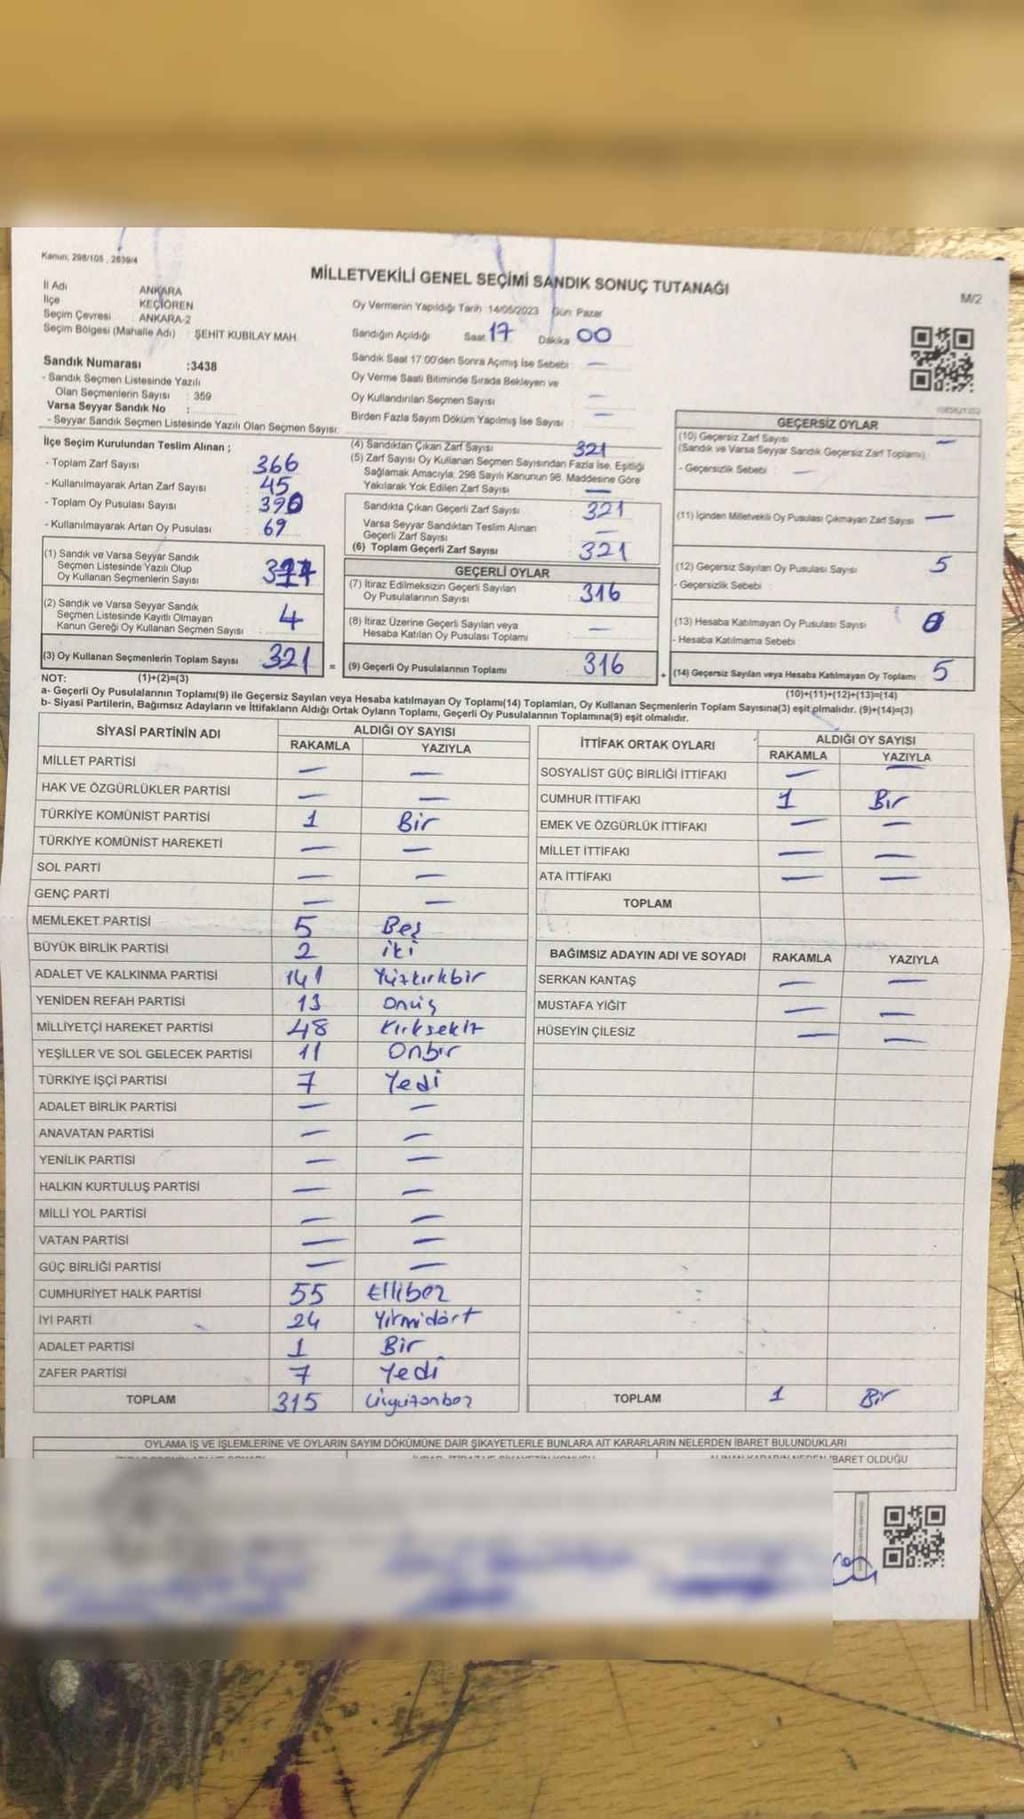 Kanun; 298/105 , 2839/4
MİLLETVEKİLİ GENEL SEÇİMİ SANDIK SONUÇ TUTANAĞI
M/2
İl Adı ANKARA
İlçe KEÇİÖREN
Seçim Çevresi : ANKARA-2
Seçim Bölgesi (Mahalle Adı) : ŞEHİT KUBİLAY MAH
Sandık Numarası :3438
- Sandık Seçmen Listesinde Yazılı
Olan Seçmenlerin Sayısı : 359
Varsa Seyyar Sandık No :
- Seyyar Sandık Seçmen Listesinde Yazılı Olan Seçmen Sayısı:
Oy Vermenin Yapıldığı Tarih 14/05/2023 Gün: Pazar
Sandığın Açıldığı Saat 17 Dakika 00
Sandık Saat 17:00'den Sonra Açımış İse Sebebi : —
Oy Verme Saati Bitiminde Sırada Bekleyen ve
Oy Kullandırılan Seçmen Sayısı : —
Birden Fazla Sayım Döküm Yapılmış İse Sayısı : —
İlçe Seçim Kurulundan Teslim Alınan ;
- Toplam Zarf Sayısı 366
- Kullanılmayarak Artan Zarf Sayısı 45
- Toplam Oy Pusulası Sayısı 390
- Kullanılmayarak Artan Oy Pusulası 69
(1) Sandık ve Varsa Seyyar Sandık
Seçmen Listesinde Yazılı Olup
Oy Kullanan Seçmenlerin Sayısı
(2) Sandık ve Varsa Seyyar Sandık
Seçmen Listesinde Kayıtlı Olmayan
Kanun Gereği Oy Kullanan Seçmen Sayısı 4
(3) Oy Kullanan Seçmenlerin Toplam Sayısı 321 =
(4) Sandıktan Çıkan Zarf Sayısı 321
(5) Zarf Sayısı Oy Kullanan Seçmen Sayısından Fazla İse, Eşitliği
Sağlamak Amacıyla, 298 Sayılı Kanunun 98. Maddesine Göre
Yakılarak Yok Edilen Zarf Sayısı —
Sandıkta Çıkan Geçerli Zarf Sayısı : 321
Varsa Seyyar Sandıktan Teslim Alınan
Geçerli Zarf Sayısı : —
(6) Toplam Geçerli Zarf Sayısı : 321
GEÇERLİ OYLAR
(7) İtiraz Edilmeksizin Geçerli Sayılan
Oy Pusulalarının Sayısı : 316
(8) İtiraz Üzerine Geçerli Sayılan veya
Hesaba Katılan Oy Pusulası Toplamı : —
(9) Geçerli Oy Pusulalarının Toplamı : 316 +
GEÇERSİZ OYLAR
(10) Geçersiz Zarf Sayısı —
(Sandık ve Varsa Seyyar Sandık Geçersiz Zarf Toplamı)
- Geçersizlik Sebebi : —
(11) İçinden Milletvekili Oy Pusulası Çıkmayan Zarf Sayısı —
(12) Geçersiz Sayılan Oy Pusulası Sayısı 5
- Geçersizlik Sebebi :
(13) Hesaba Katılmayan Oy Pusulası Sayısı
- Hesaba Katılmama Sebebi :
(14) Geçersiz Sayılan veya Hesaba Katılmayan Oy Toplamı 5
NOT: (1)+(2)=(3) (10)+(11)+(12)+(13)=(14)
a- Geçerli Oy Pusulalarının Toplamı(9) ile Geçersiz Sayılan veya Hesaba katılmayan Oy Toplamı(14) Toplamları, Oy Kullanan Seçmenlerin Toplam Sayısına(3) eşit olmalıdır. (9)+(14)=(3)
b- Siyasi Partilerin, Bağımsız Adayların ve İttifakların Aldığı Ortak Oyların Toplamı, Geçerli Oy Pusulalarının Toplamına(9) eşit olmalıdır.
SİYASİ PARTİNİN ADI ALDIĞI OY SAYISI
RAKAMLA YAZIYLA
MİLLET PARTİSİ — —
HAK VE ÖZGÜRLÜKLER PARTİSİ — —
TÜRKİYE KOMÜNİST PARTİSİ 1 Bir
TÜRKİYE KOMÜNİST HAREKETİ — —
SOL PARTİ — —
GENÇ PARTİ — —
MEMLEKET PARTİSİ 5 Beş
BÜYÜK BİRLİK PARTİSİ 2 iki
ADALET VE KALKINMA PARTİSİ 141 Yüzkırkbir
YENİDEN REFAH PARTİSİ 13 Onüç
MİLLİYETÇİ HAREKET PARTİSİ 48 Kırksekiz
YEŞİLLER VE SOL GELECEK PARTİSİ 11 Onbir
TÜRKİYE İŞÇİ PARTİSİ 7 Yedi
ADALET BİRLİK PARTİSİ — —
ANAVATAN PARTİSİ — —
YENİLİK PARTİSİ — —
HALKIN KURTULUŞ PARTİSİ — —
MİLLİ YOL PARTİSİ — —
VATAN PARTİSİ — —
GÜÇ BİRLİĞİ PARTİSİ — —
CUMHURİYET HALK PARTİSİ 55 Ellibeş
İYİ PARTİ 24 Yirmidört
ADALET PARTİSİ 1 Bir
ZAFER PARTİSİ 7 Yedi
TOPLAM 315 Üçyüzonbeş
İTTİFAK ORTAK OYLARI ALDIĞI OY SAYISI
RAKAMLA YAZIYLA
SOSYALİST GÜÇ BİRLİĞİ İTTİFAKI — —
CUMHUR İTTİFAKI 1 Bir
EMEK VE ÖZGÜRLÜK İTTİFAKI — —
MİLLET İTTİFAKI — —
ATA İTTİFAKI — —
TOPLAM
BAĞIMSIZ ADAYIN ADI VE SOYADI RAKAMLA YAZIYLA
SERKAN KANTAŞ — —
MUSTAFA YİĞİT — —
HÜSEYİN ÇİLESİZ — —
TOPLAM 1 Bir
OYLAMA İŞ VE İŞLEMLERİNE VE OYLARIN SAYIM DÖKÜMÜNE DAİR ŞİKAYETLERLE BUNLARA AİT KARARLARIN NELERDEN İBARET BULUNDUKLARI
İBARET OLDUĞU